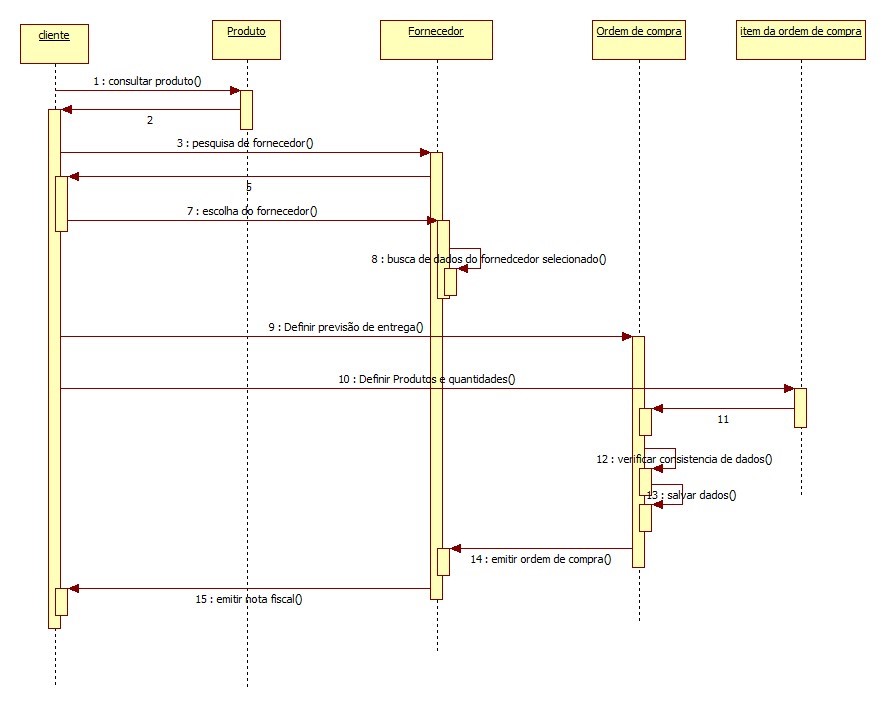 cliente
Produto
Fornecedor
Ordem de compra
item da ordem de compra
1 : consultar produto()
2
3 : pesquisa de fornecedor()
7 : escolha do fornecedor()
8 : busca de dados do fornedcedor selecionado()
9 : Definir previsão de entrega()
10 : Definir Produtos e quantidades()
11
12 : verificar consistencia de dados()
13 : salvar dados()
14 : emitir ordem de compra()
15 : emitir nota fiscal()